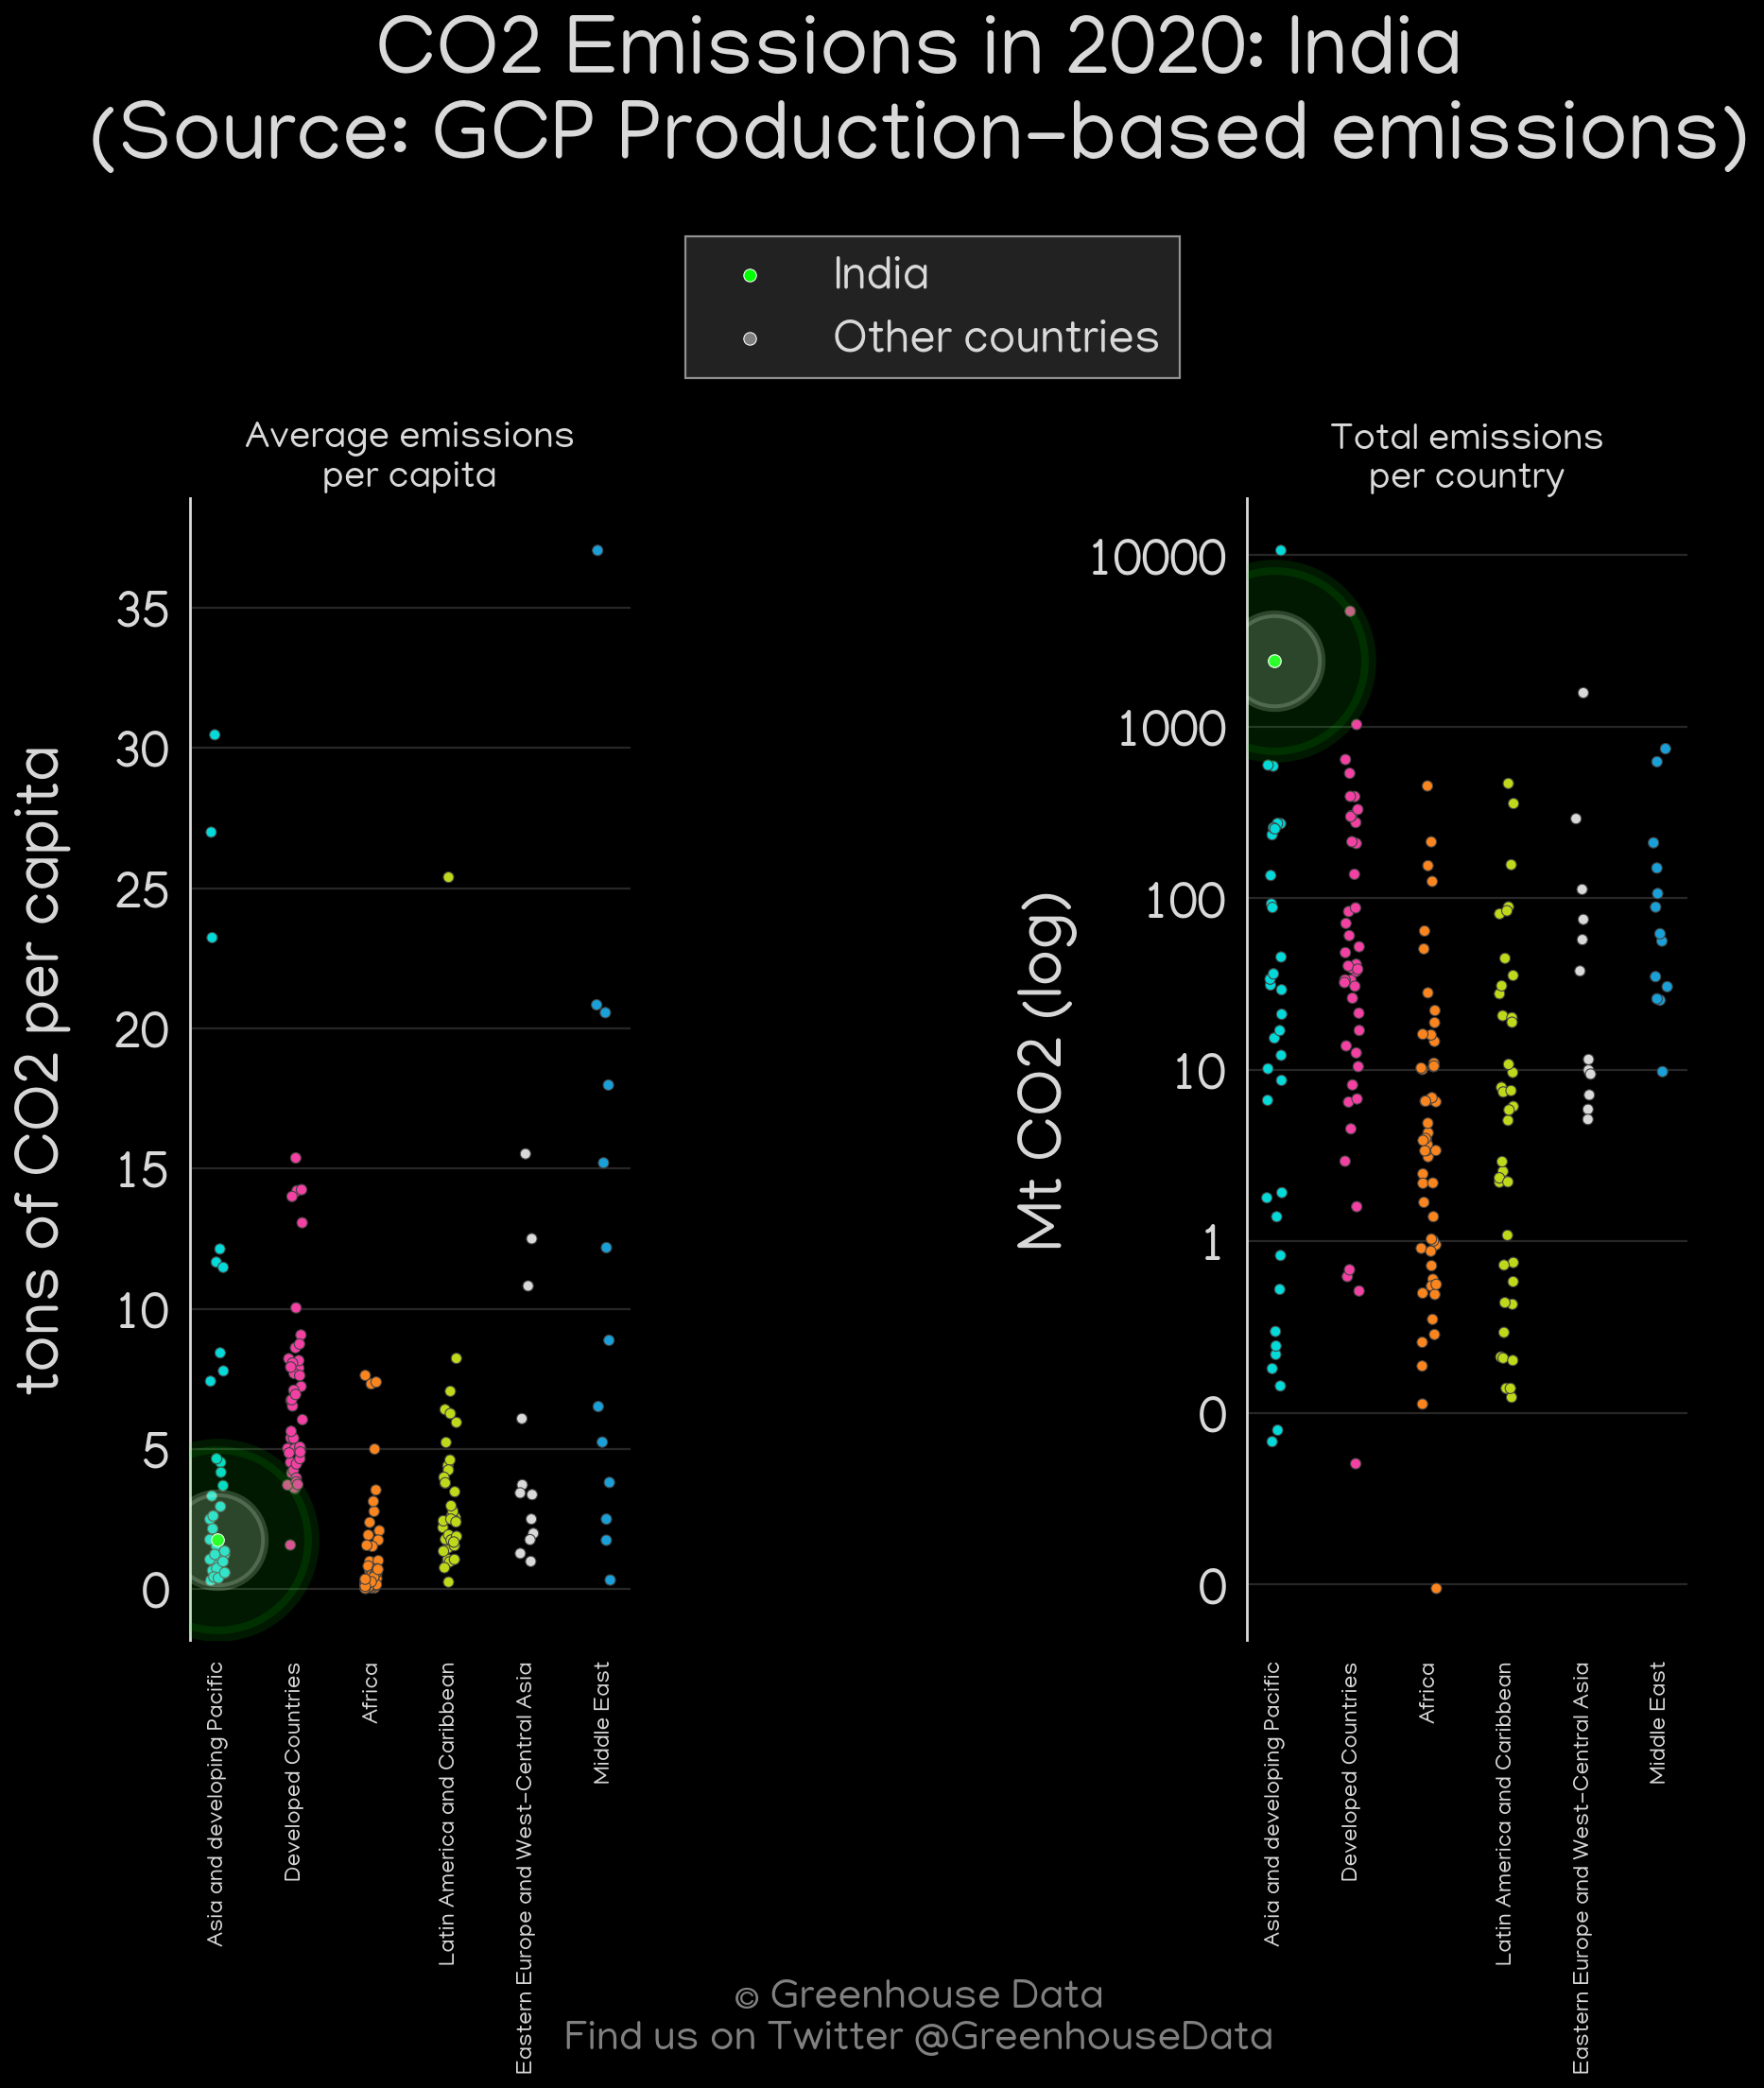 CO2 Emissions in 2020: India
(Source: GCP Production-based emissions)
India
Other countries
Average emissions
per capita
tons of CO2 per capita
35
30
25
20
15
10
5
0
Asia and developing Pacific
Developed Countries
Africa
Latin America and Caribbean
Eastern Europe and West-Central Asia
Middle East
Total emissions
per country
Mt CO2 (log)
10000
1000
100
10
1
0
0
Asia and developing Pacific
Developed Countries
Africa
Latin America and Caribbean
Eastern Europe and West-Central Asia
Middle East
© Greenhouse Data
Find us on Twitter @GreenhouseData